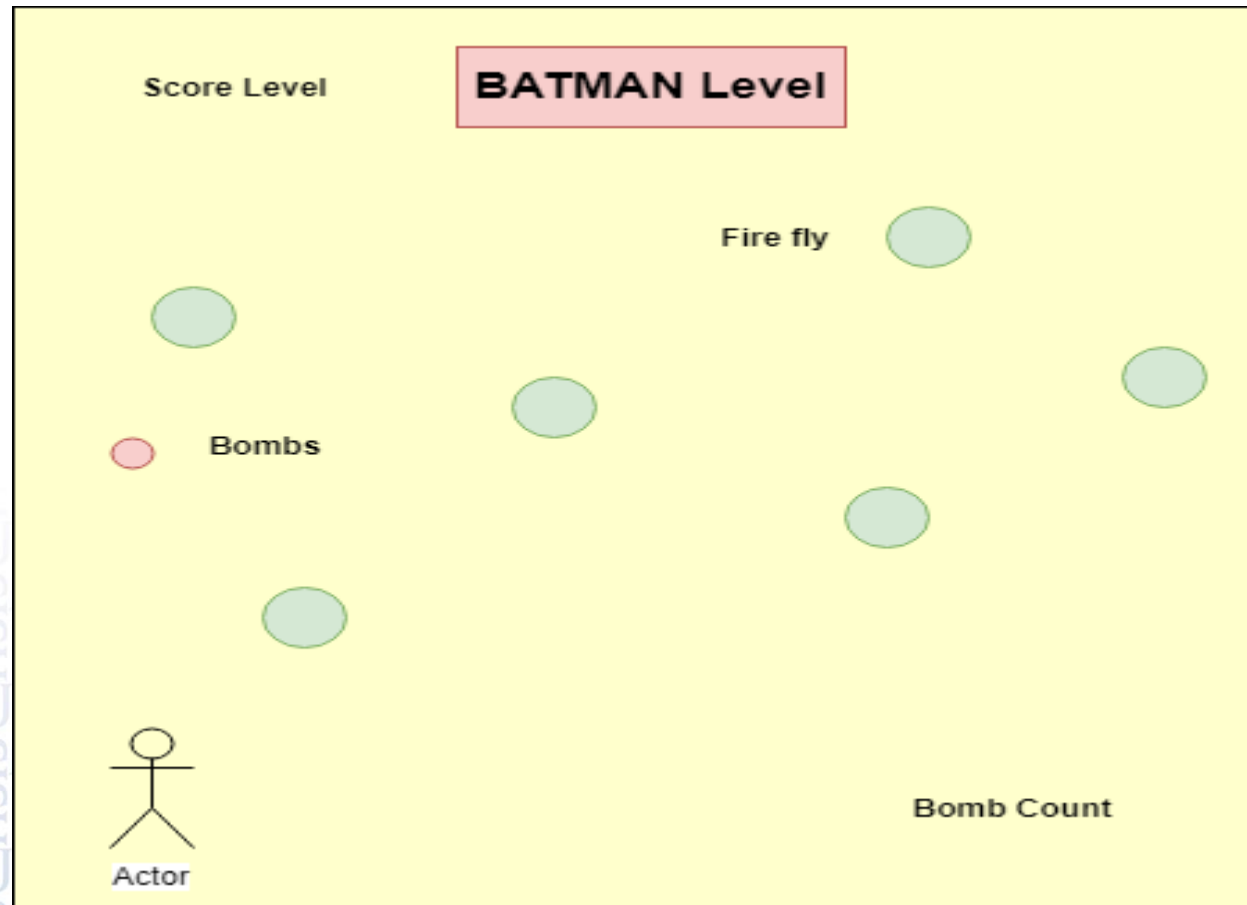 Score Level
BATMAN Level
Fire fly
Bombs
Bomb Count
Actor